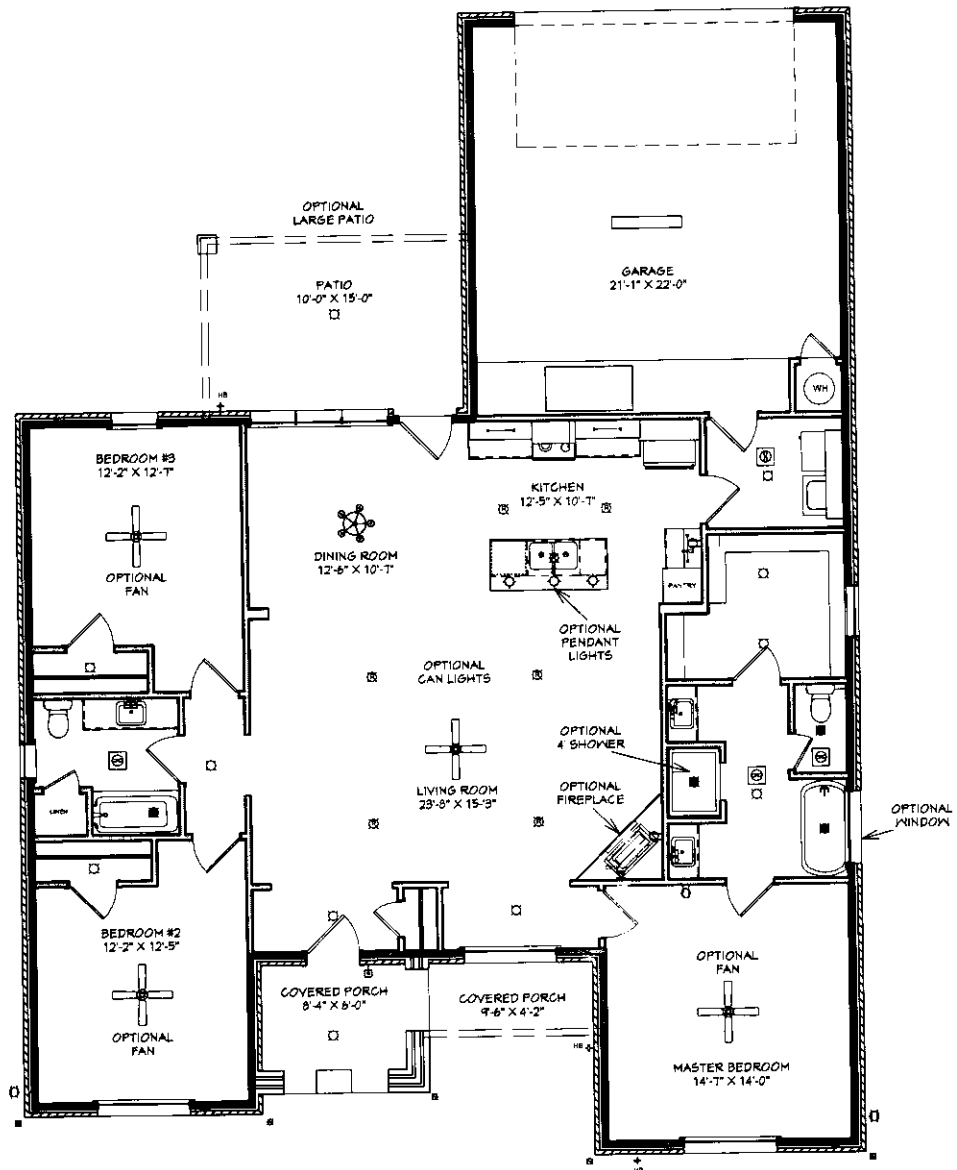 OPTIONAL
LARGE PATIO
PATIO
10'-0" X 15'-0"
GARAGE
21'-1" X 22'-0"
WH
HB
BEDROOM #3
12'-2" X 12'-7"
OPTIONAL
FAN
KITCHEN
12'-5" X 10'-7"
DINING ROOM
12'-6" X 10'-7"
PANTRY
OPTIONAL
PENDANT
LIGHTS
OPTIONAL
CAN LIGHTS
OPTIONAL
4' SHOWER
LIVING ROOM
23'-8" X 15'-3"
OPTIONAL
FIREPLACE
LINEN
OPTIONAL
WINDOW
BEDROOM #2
12'-2" X 12'-5"
OPTIONAL
FAN
COVERED PORCH
8'-4" X 6'-0"
COVERED PORCH
9'-6" X 4'-2"
HB
OPTIONAL
FAN
MASTER BEDROOM
14'-7" X 14'-0"
HB